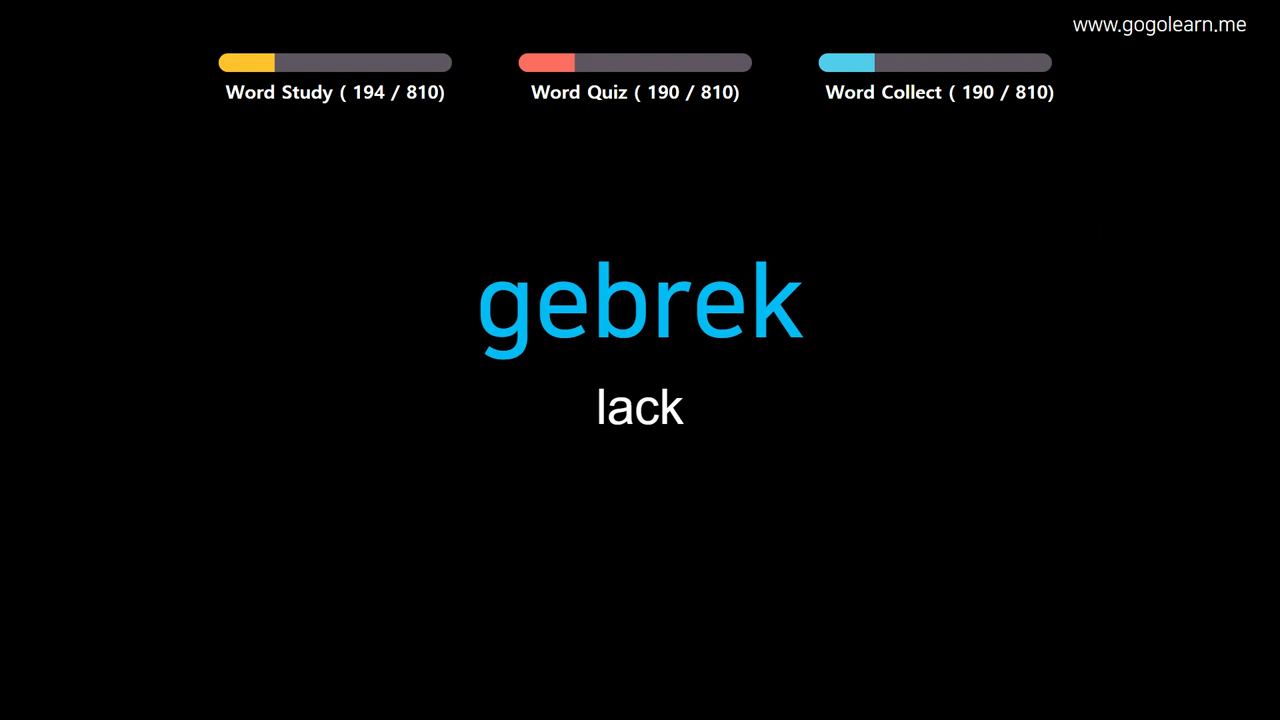 www.gogolearn.me
Word Study ( 194 / 810)
Word Quiz ( 190 / 810)
Word Collect ( 190 / 810)
gebrek
lack